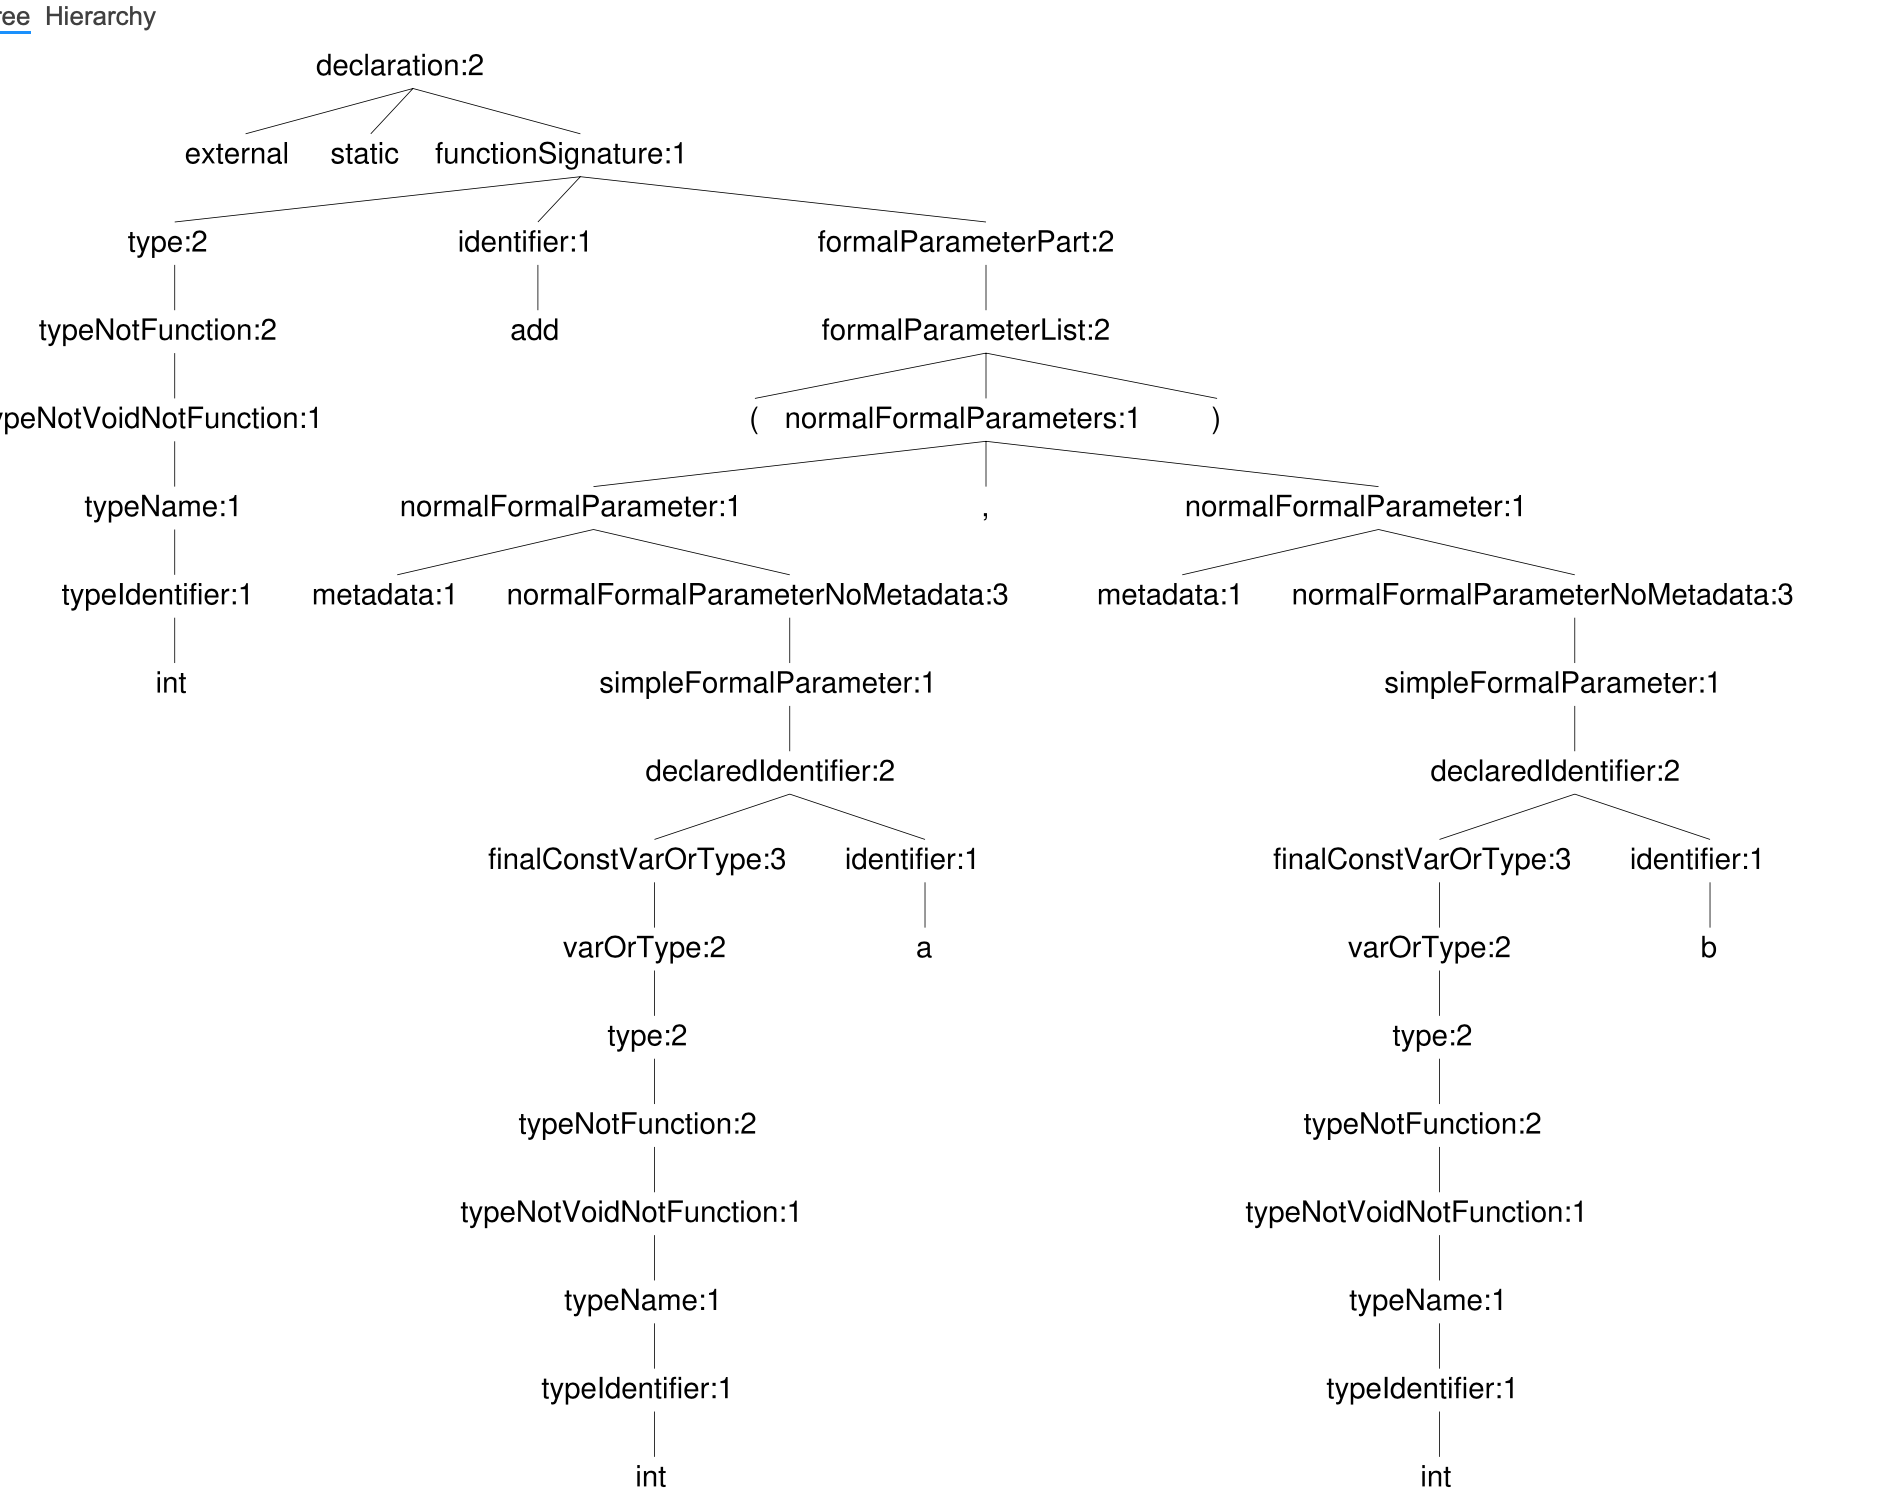 ree Hierarchy
declaration:2
external static functionSignature:1
type:2 identifier:1 formalParameterPart:2
typeNotFunction:2 add formalParameterList:2
ypeNotVoidNotFunction:1 ( normalFormalParameters:1 )
typeName:1 normalFormalParameter:1 , normalFormalParameter:1
typeIdentifier:1 metadata:1 normalFormalParameterNoMetadata:3 metadata:1 normalFormalParameterNoMetadata:3
int simpleFormalParameter:1 simpleFormalParameter:1
declaredIdentifier:2 declaredIdentifier:2
finalConstVarOrType:3 identifier:1 finalConstVarOrType:3 identifier:1
varOrType:2 a varOrType:2 b
type:2 type:2
typeNotFunction:2 typeNotFunction:2
typeNotVoidNotFunction:1 typeNotVoidNotFunction:1
typeName:1 typeName:1
typeIdentifier:1 typeIdentifier:1
int int